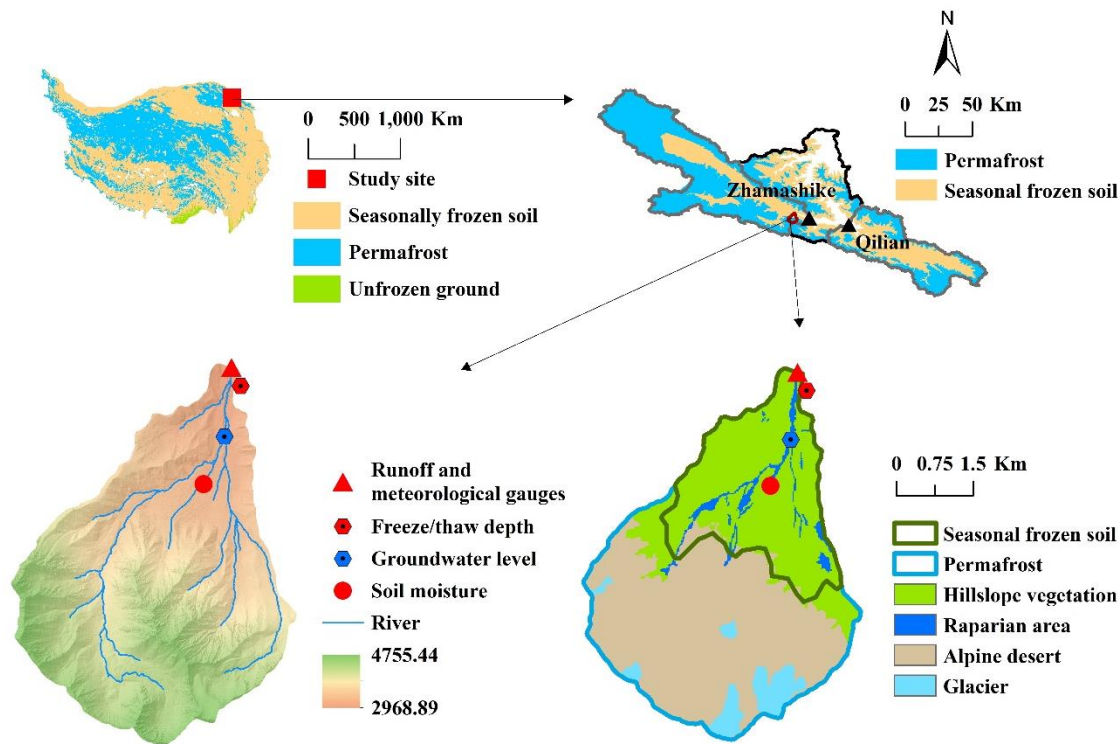 N
0 500 1,000 Km
Study site
Seasonally frozen soil
Permafrost
Unfrozen ground
0 25 50 Km
Permafrost
Seasonal frozen soil
Zhamashike
Qilian
Runoff and
meteorological gauges
Freeze/thaw depth
Groundwater level
Soil moisture
River
4755.44
2968.89
0 0.75 1.5 Km
Seasonal frozen soil
Permafrost
Hillslope vegetation
Raparian area
Alpine desert
Glacier